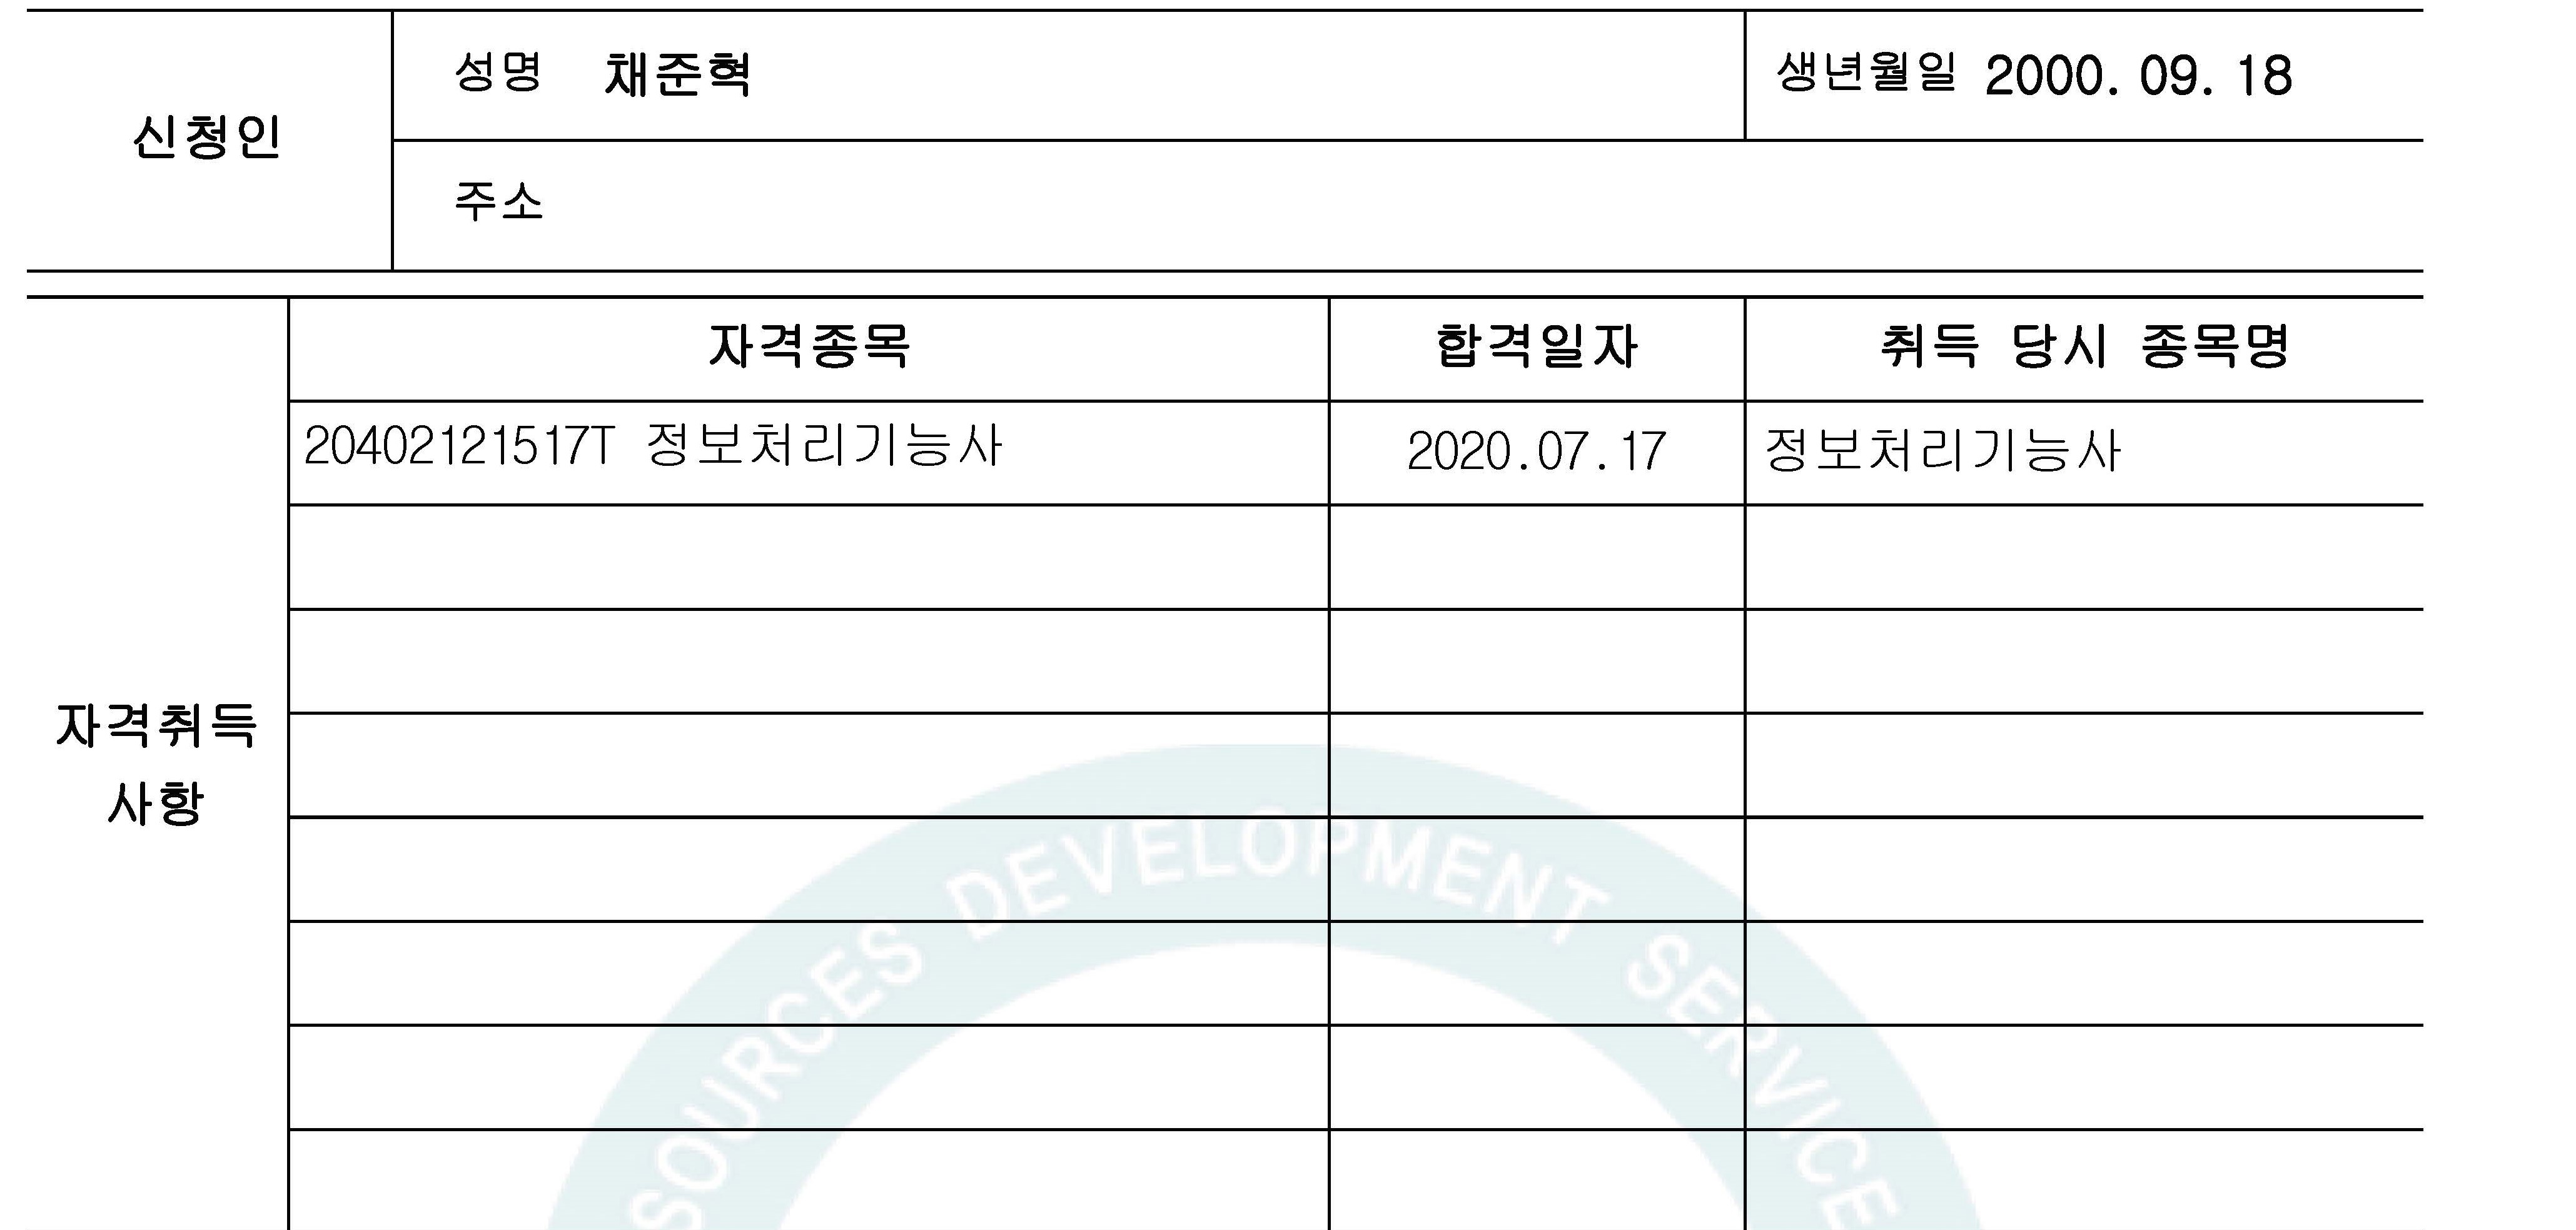 신청인
성명 채준혁
생년월일 2000. 09. 18
주소
자격취득
사항
자격종목 합격일자 취득 당시 종목명
20402121517T 정보처리기능사 2020.07.17 정보처리기능사
SOURCES DEVELOPMENT SERVICE